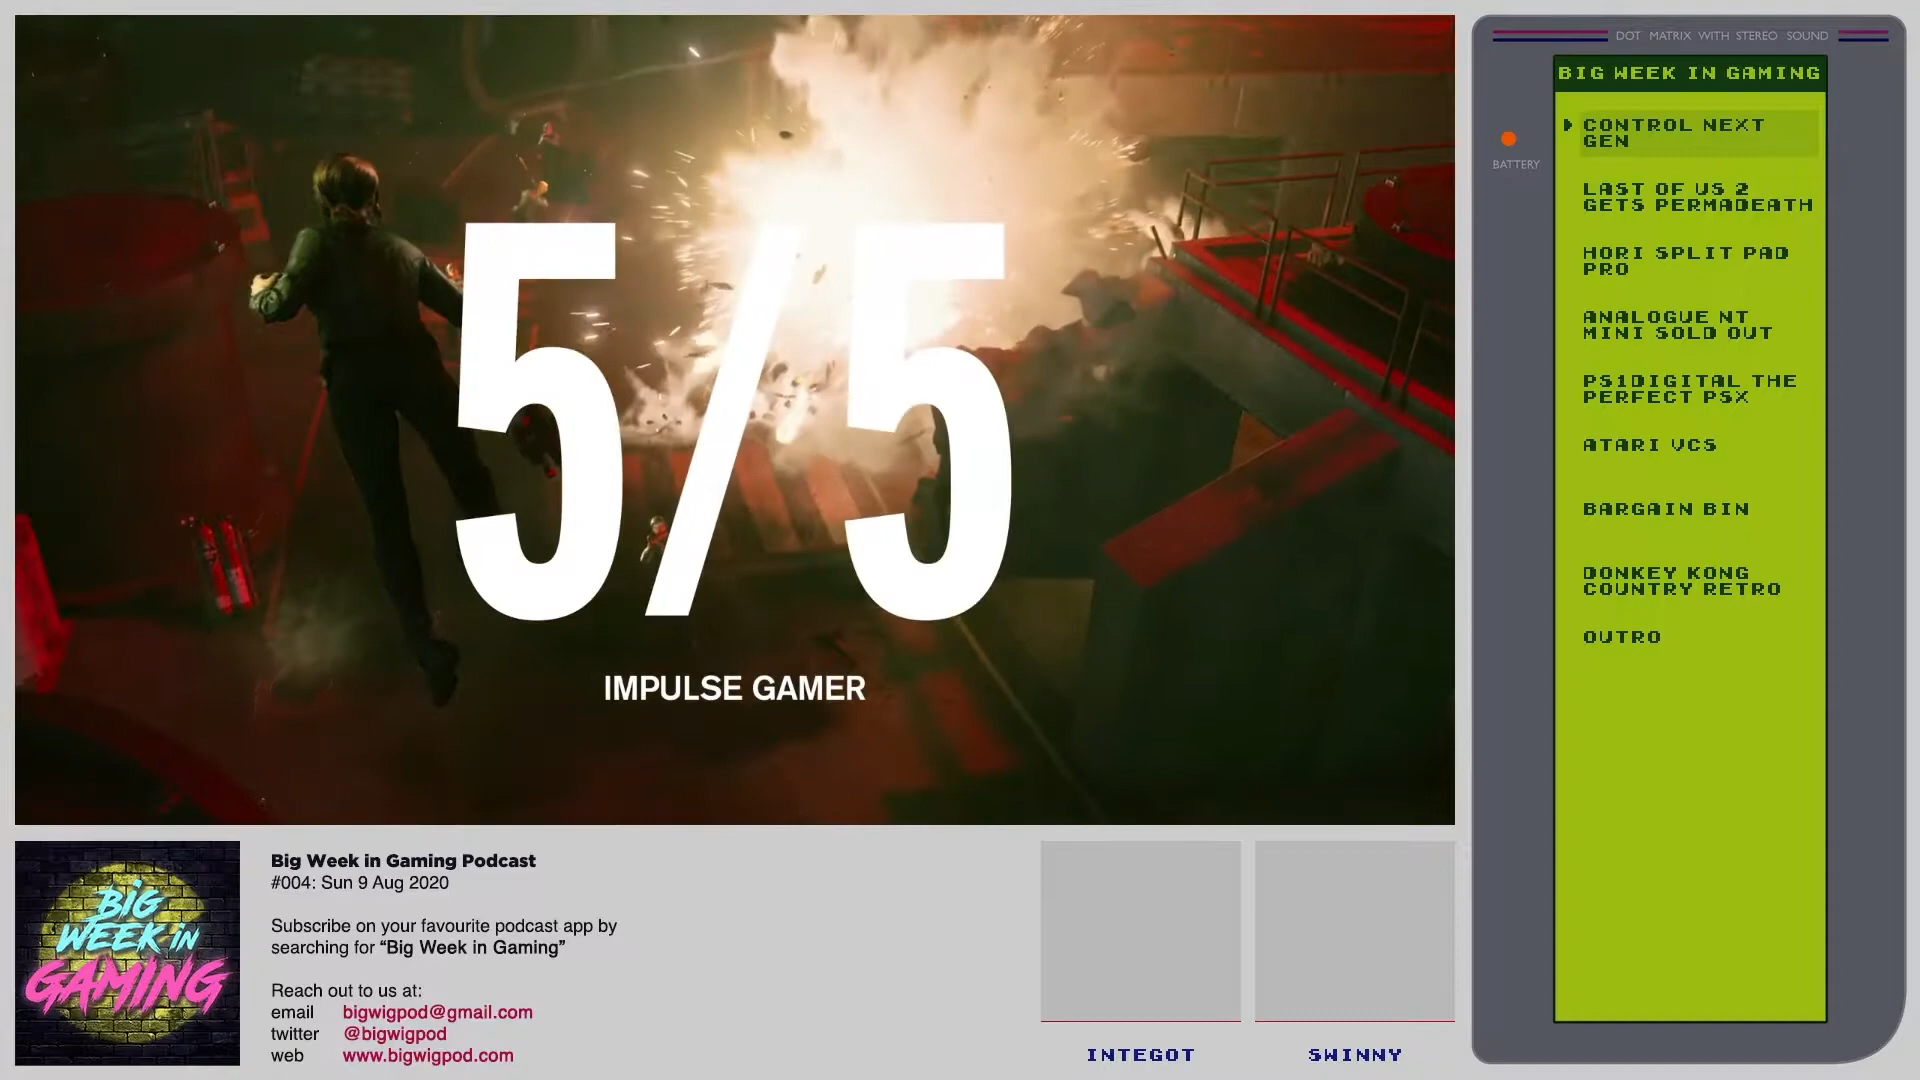 5/5
IMPULSE GAMER
DOT MATRIX WITH STEREO SOUND
BATTERY
BIG WEEK IN GAMING
CONTROL NEXT
GEN
LAST OF US 2
GETS PERMADEATH
HORI SPLIT PAD
PRO
ANALOGUE NT
MINI SOLD OUT
PS1DIGITAL THE
PERFECT PSX
ATARI VCS
BARGAIN BIN
DONKEY KONG
COUNTRY RETRO
OUTRO
BIG
WEEK IN
GAMING
Big Week in Gaming Podcast
#004: Sun 9 Aug 2020
Subscribe on your favourite podcast app by
searching for “Big Week in Gaming”
Reach out to us at:
email bigwigpod@gmail.com
twitter @bigwigpod
web www.bigwigpod.com
INTEGOT
SWINNY